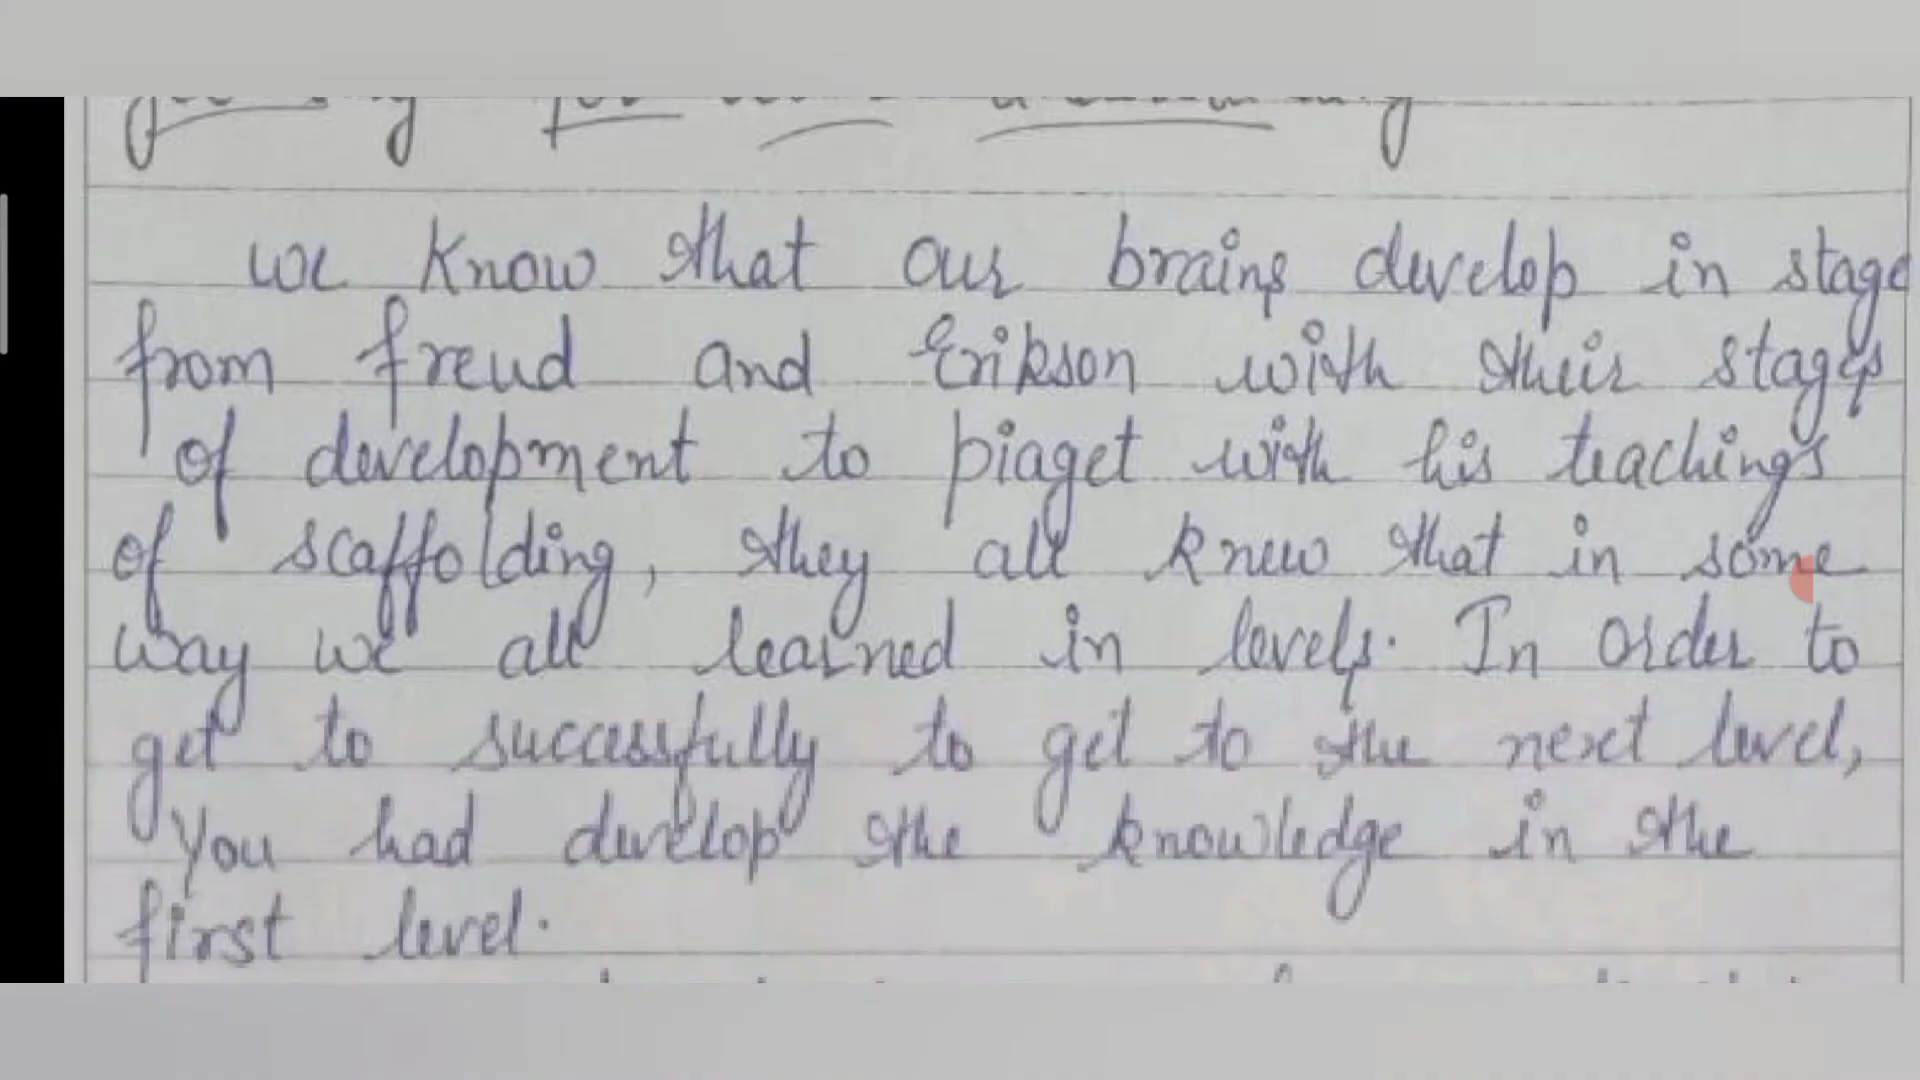 we know that our brains develop in stage
from freud and Erikson with their stages
of development to piaget with his teachings
of scaffolding, they all knew that in some
way we all learned in levels. In order to
get to successfully to get to the next level,
You had develop the knowledge in the
first level.